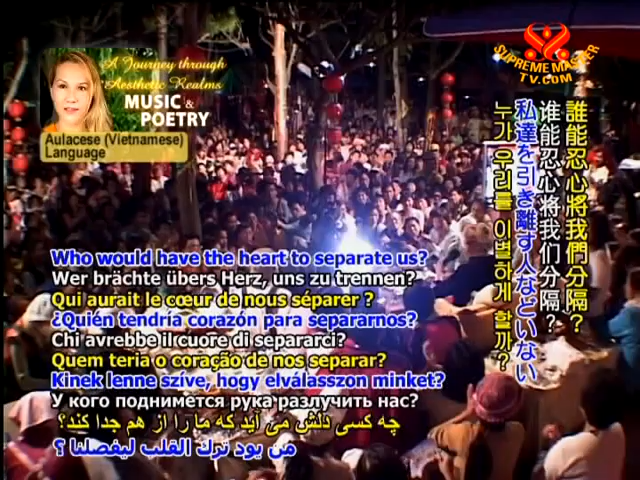 A Journey through
Aesthetic Realms
MUSIC &
POETRY
Aulacese (Vietnamese)
Language
SUPREME MASTER
TV.COM
誰能忍心將我們分隔？
谁能忍心将我们分隔？
私達を引き離す人などいない
누가 우리를 이별하게 할까?
Who would have the heart to separate us?
Wer brächte übers Herz, uns zu trennen?
Qui aurait le cœur de nous séparer ?
¿Quién tendría corazón para separarnos?
Chi avrebbe il cuore di separarci?
Quem teria o coração de nos separar?
Kinek lenne szíve, hogy elválasszon minket?
У кого поднимется рука разлучить нас?
چه کسی دلش می آید که ما را از هم جدا کند؟
من يود ترك القلب ليفصلنا ؟